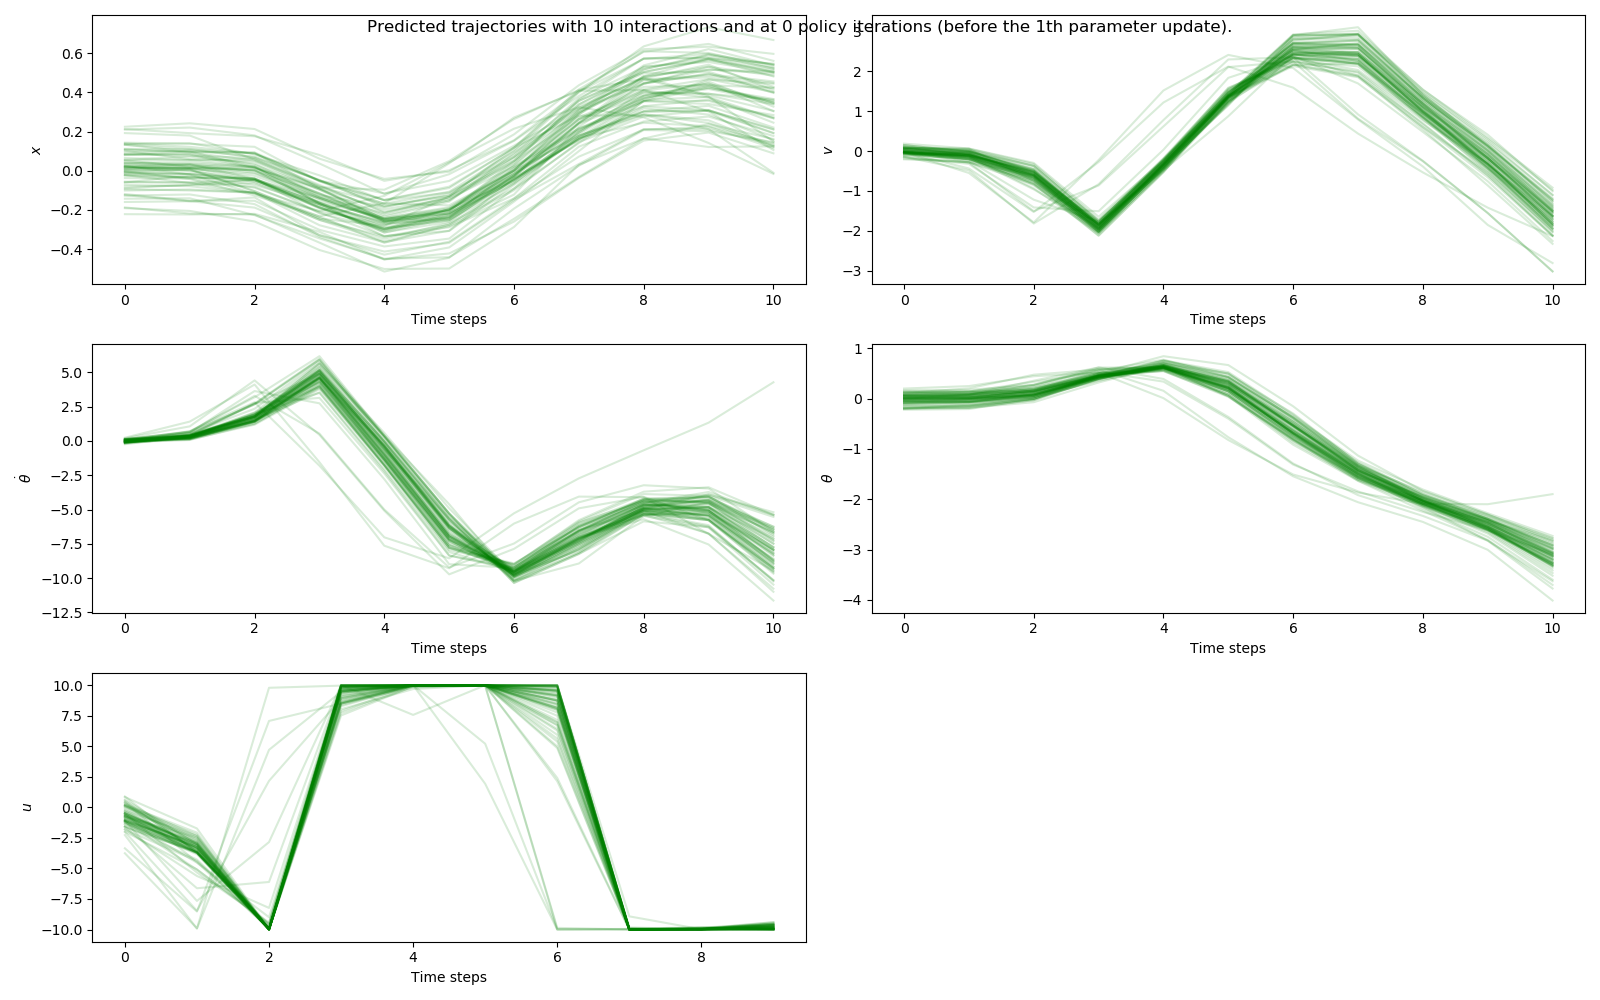 Predicted trajectories with 10 interactions and at 0 policy iterations (before the 1th parameter update).
0.6
0.4
0.2
0.0
−0.2
−0.4
x
0 2 4 6 8 10
Time steps
3
2
1
0
−1
−2
−3
v
0 2 4 6 8 10
Time steps
5.0
2.5
0.0
−2.5
−5.0
−7.5
−10.0
−12.5
θ̇
0 2 4 6 8 10
Time steps
1
0
−1
−2
−3
−4
θ
0 2 4 6 8 10
Time steps
10.0
7.5
5.0
2.5
0.0
−2.5
−5.0
−7.5
−10.0
u
0 2 4 6 8
Time steps